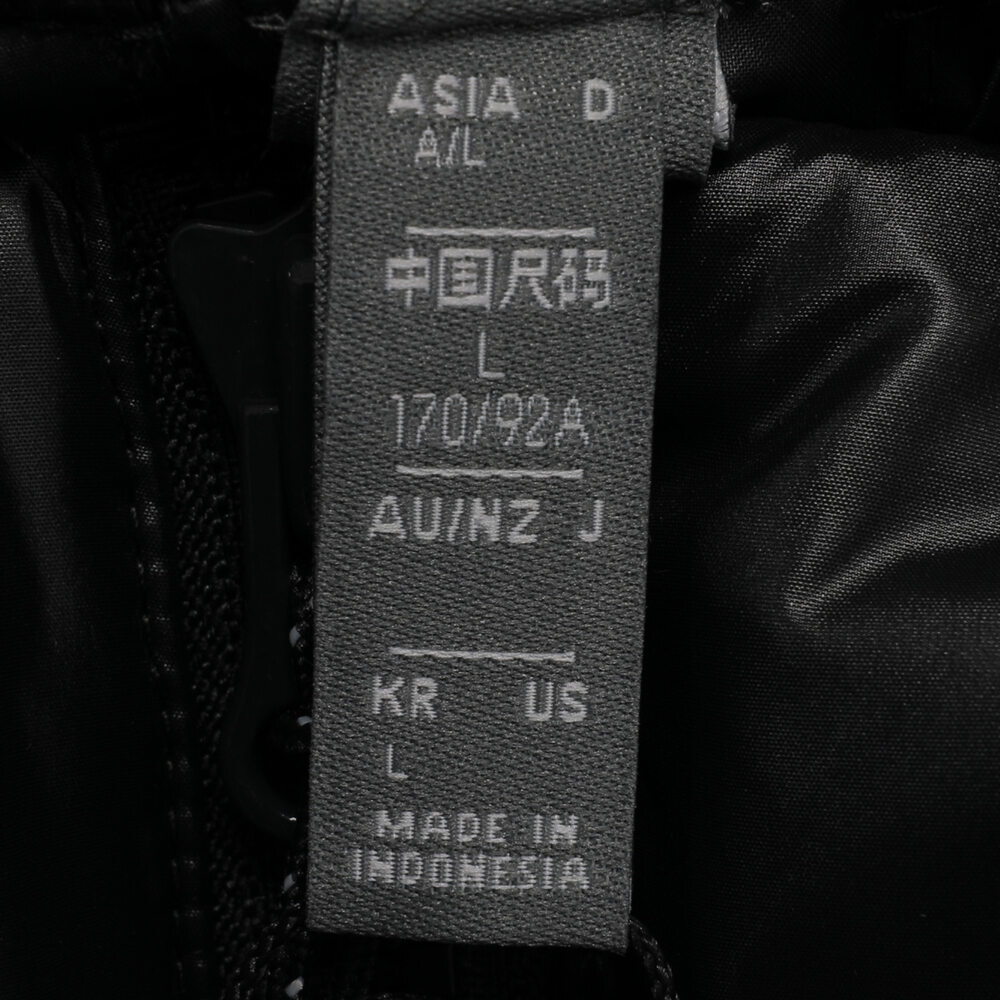 ASIA D
A/L
中国尺码
L
170/92A
AU/NZ J
KR US
L
MADE IN
INDONESIA